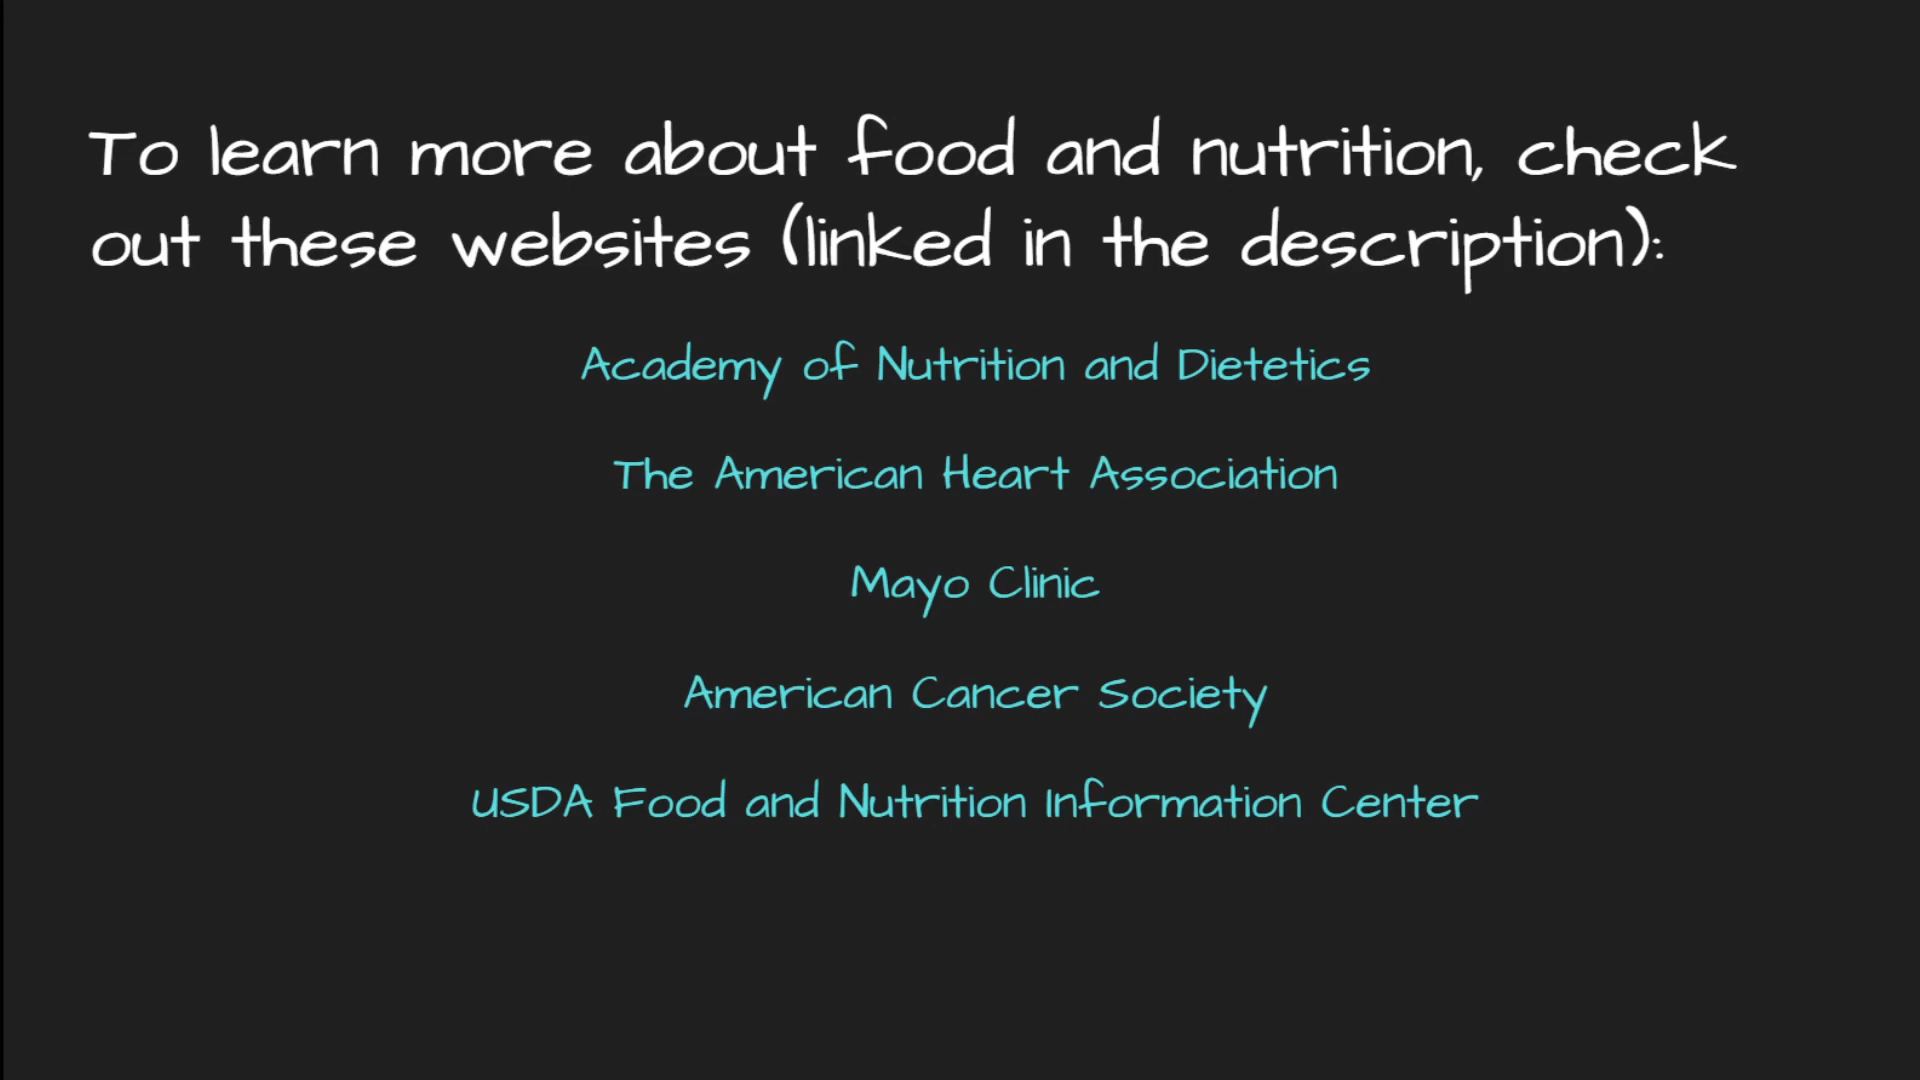 To learn more about food and nutrition, check
out these websites (linked in the description):
Academy of Nutrition and Dietetics
The American Heart Association
Mayo Clinic
American Cancer Society
USDA Food and Nutrition Information Center